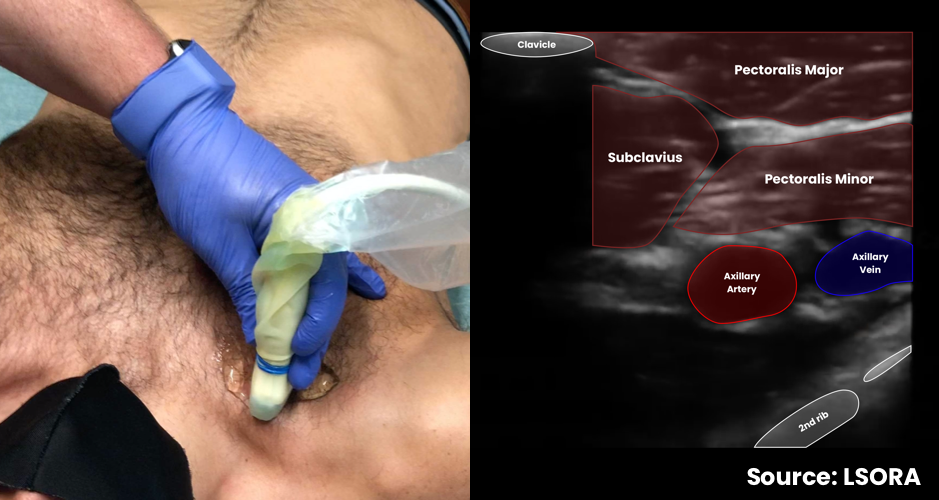 Clavicle
Pectoralis Major
Subclavius
Pectoralis Minor
Axillary
Artery
Axillary
Vein
2nd rib
Source: LSORA